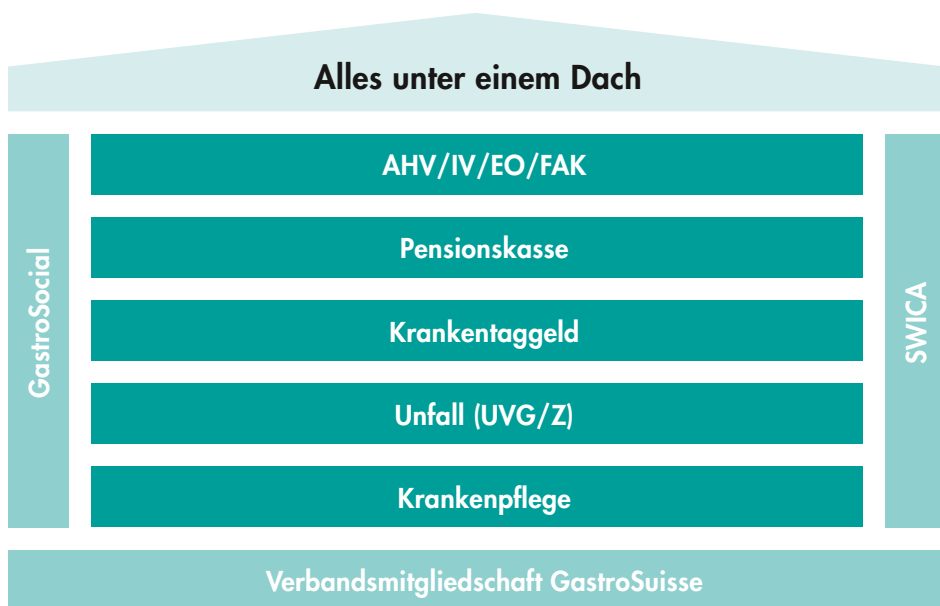 Alles unter einem Dach
GastroSocial
AHV/IV/EO/FAK
Pensionskasse
Krankentaggeld
Unfall (UVG/Z)
Krankenpflege
SWICA
Verbandsmitgliedschaft GastroSuisse